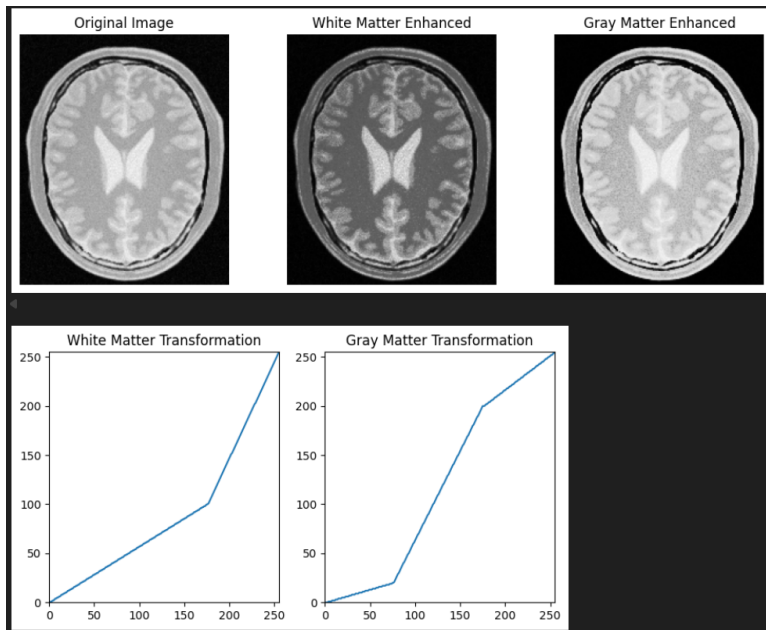 Original Image
White Matter Enhanced
Gray Matter Enhanced
White Matter Transformation
Gray Matter Transformation
250
200
150
100
50
0
0 50 100 150 200 250
250
200
150
100
50
0
0 50 100 150 200 250